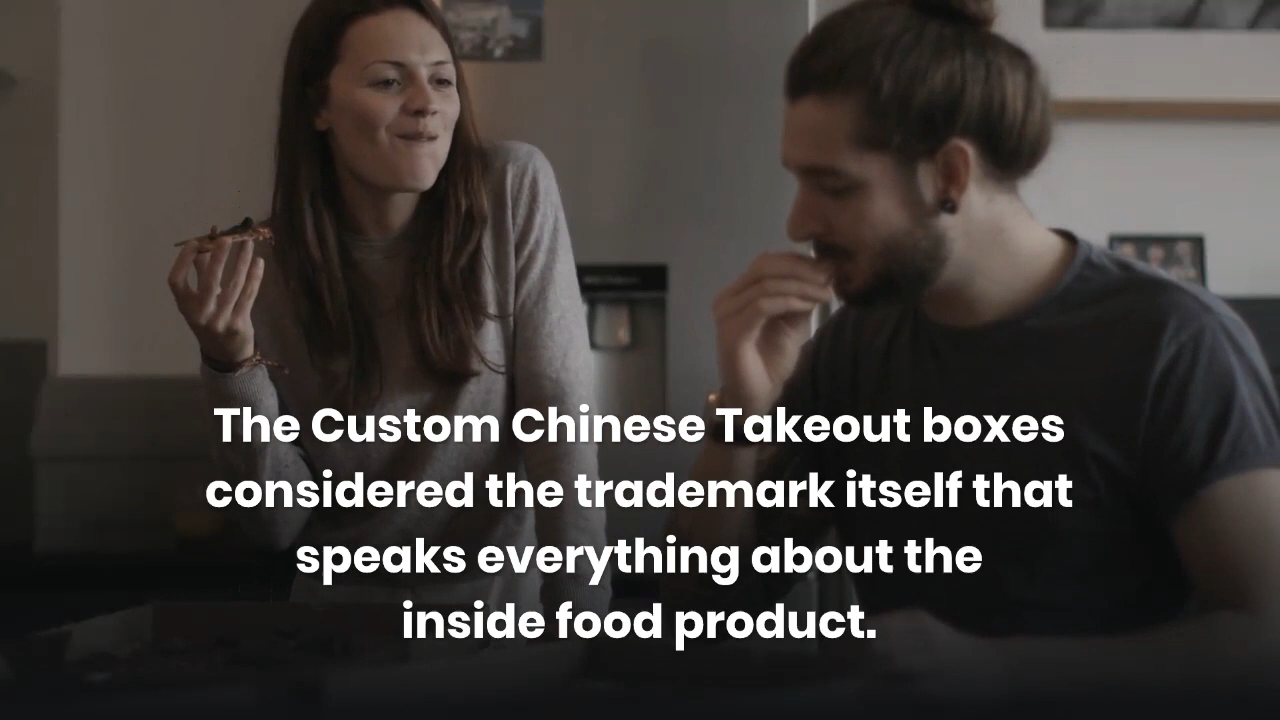 The Custom Chinese Takeout boxes
considered the trademark itself that
speaks everything about the
inside food product.